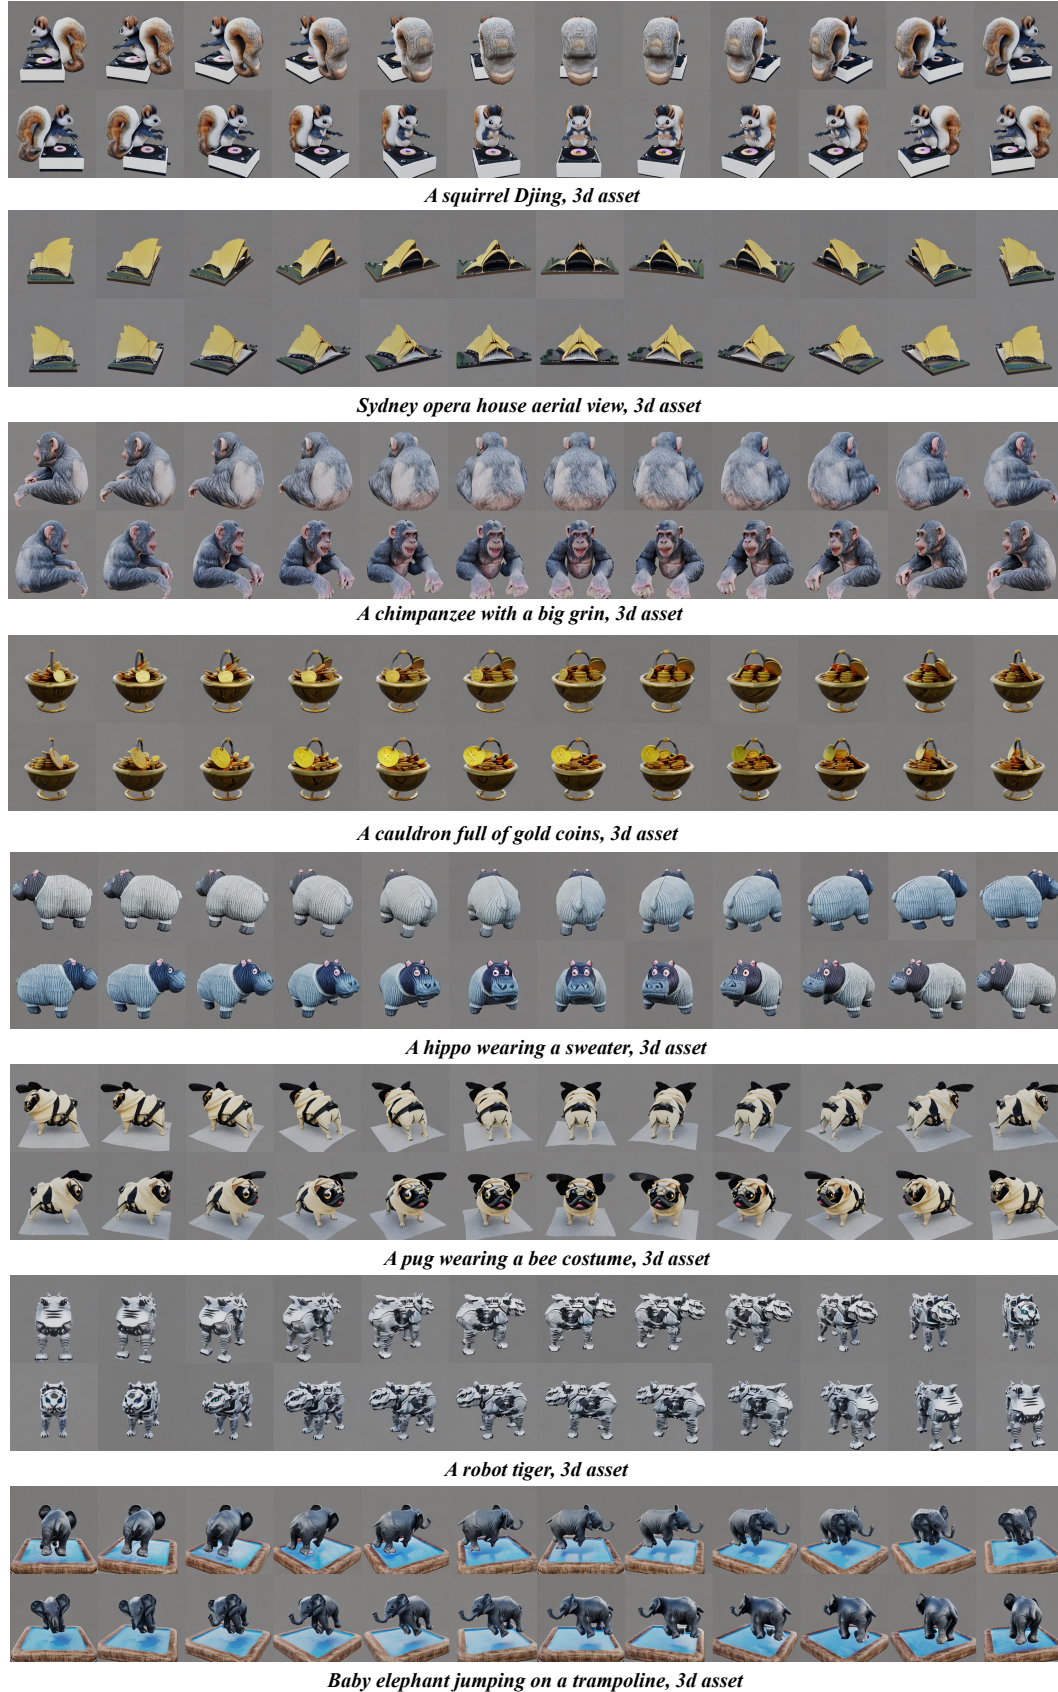 A squirrel Djing, 3d asset
Sydney opera house aerial view, 3d asset
A chimpanzee with a big grin, 3d asset
A cauldron full of gold coins, 3d asset
A hippo wearing a sweater, 3d asset
A pug wearing a bee costume, 3d asset
A robot tiger, 3d asset
Baby elephant jumping on a trampoline, 3d asset